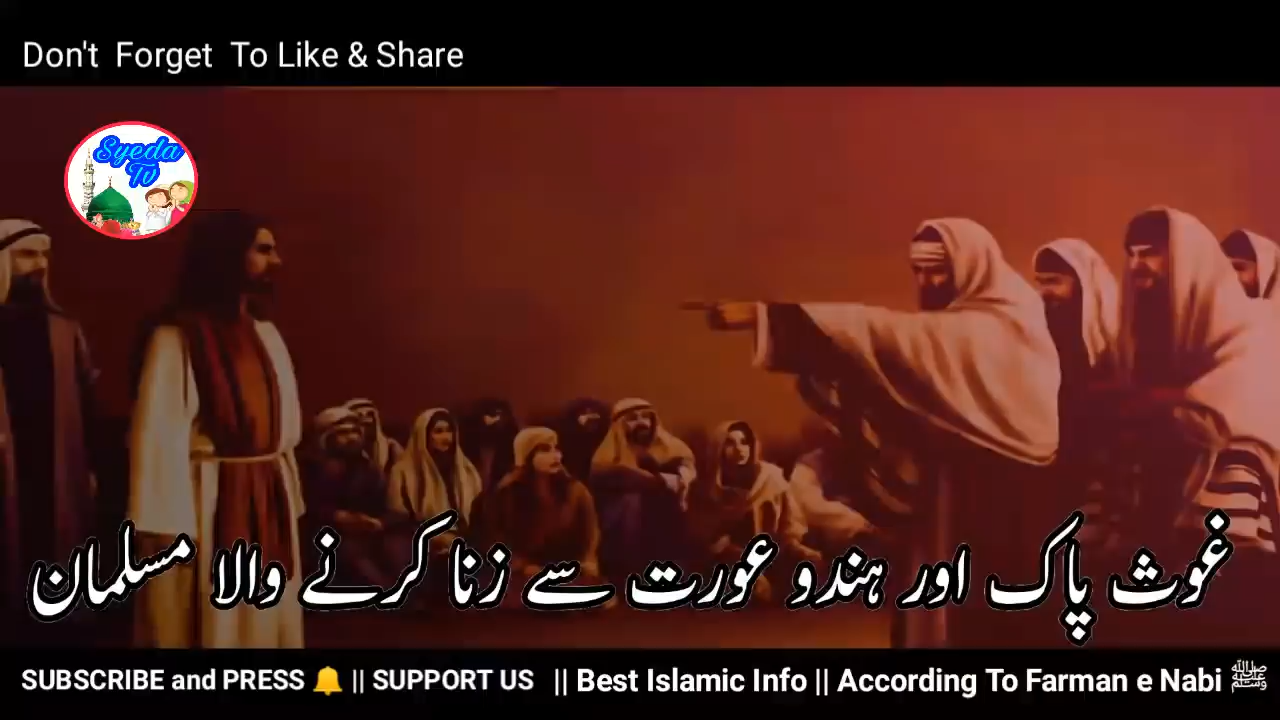 Don't Forget To Like & Share
Syeda
Tv
غوث پاک اور ہندو عورت سے زنا کرنے والا مسلمان
SUBSCRIBE and PRESS 🔔 || SUPPORT US || Best Islamic Info || According To Farman e Nabi ﷺ